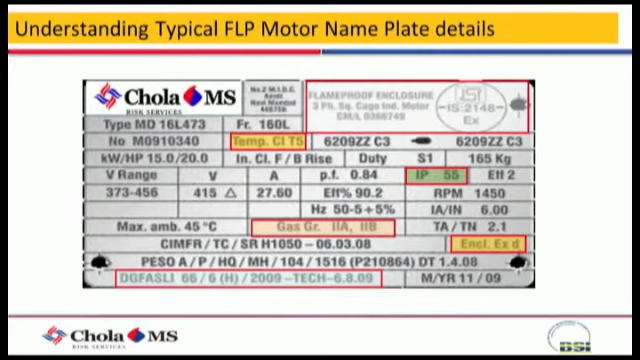 Understanding Typical FLP Motor Name Plate details
Chola MS
RISK SERVICES
No.2 M.I.D.C.
FLAMEPROOF ENCLOSURE
3 Ph. Sq. Cage Ind. Motor
CM/L 0366749
IS:2148
Ex
Type MD 16L473 Fr. 160L
No M0910340 Temp. Cl T5 6209ZZ C3 6209ZZ C3
kW/HP 15.0/20.0 In. Cl. F / B Rise Duty S1 165 Kg
V Range V A p.f. 0.84 IP 55 Eff 2
373-456 415 △ 27.60 Eff% 90.2 RPM 1450
Hz 50-5+5% IA/IN 6.00
Max. amb. 45 °C Gas Gr. IIA, IIB TA / TN 2.1
CIMFR / TC / SR H1050 – 06.03.08 Encl. Ex d
PESO A / P / HQ / MH / 104 / 1516 (P210864) DT 1.4.08
DGFASLI 66 / 6 (H) / 2009 –TECH–6.8.09 M/YR 11 / 09
Chola MS
RISK SERVICES
BSI